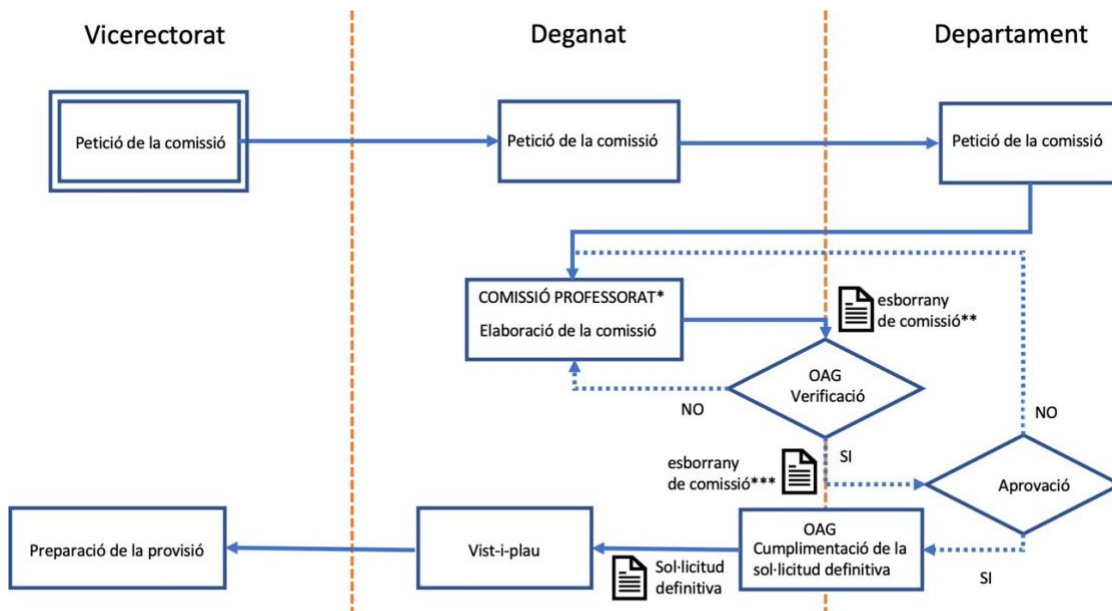 Vicerectorat
Deganat
Departament
Petició de la comissió
Petició de la comissió
Petició de la comissió
COMISSIÓ PROFESSORAT*
Elaboració de la comissió
esborrany
de comissió**
OAG
Verificació
NO
NO
SI
esborrany
de comissió***
Aprovació
Preparació de la provisió
Vist-i-plau
OAG
Cumplimentació de la
sol·licitud definitiva
Sol·licitud
definitiva
SI